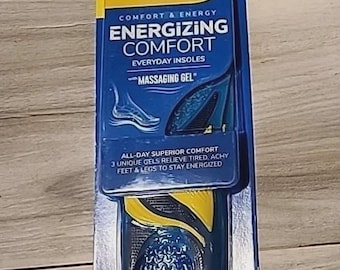 COMFORT & ENERGY
ENERGIZING
COMFORT
EVERYDAY INSOLES
WITH MASSAGING GEL®
ALL-DAY SUPERIOR COMFORT
3 UNIQUE GELS RELIEVE TIRED, ACHY
FEET & LEGS TO STAY ENERGIZED